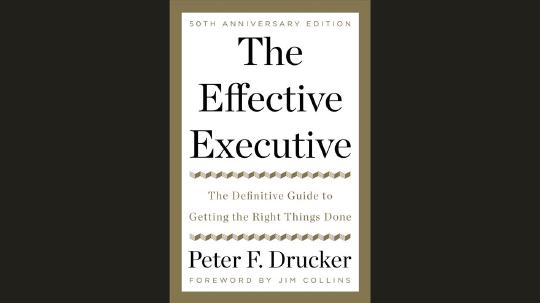 50TH ANNIVERSARY EDITION
The
Effective
Executive
The Definitive Guide to
Getting the Right Things Done
Peter F. Drucker
FOREWORD BY JIM COLLINS